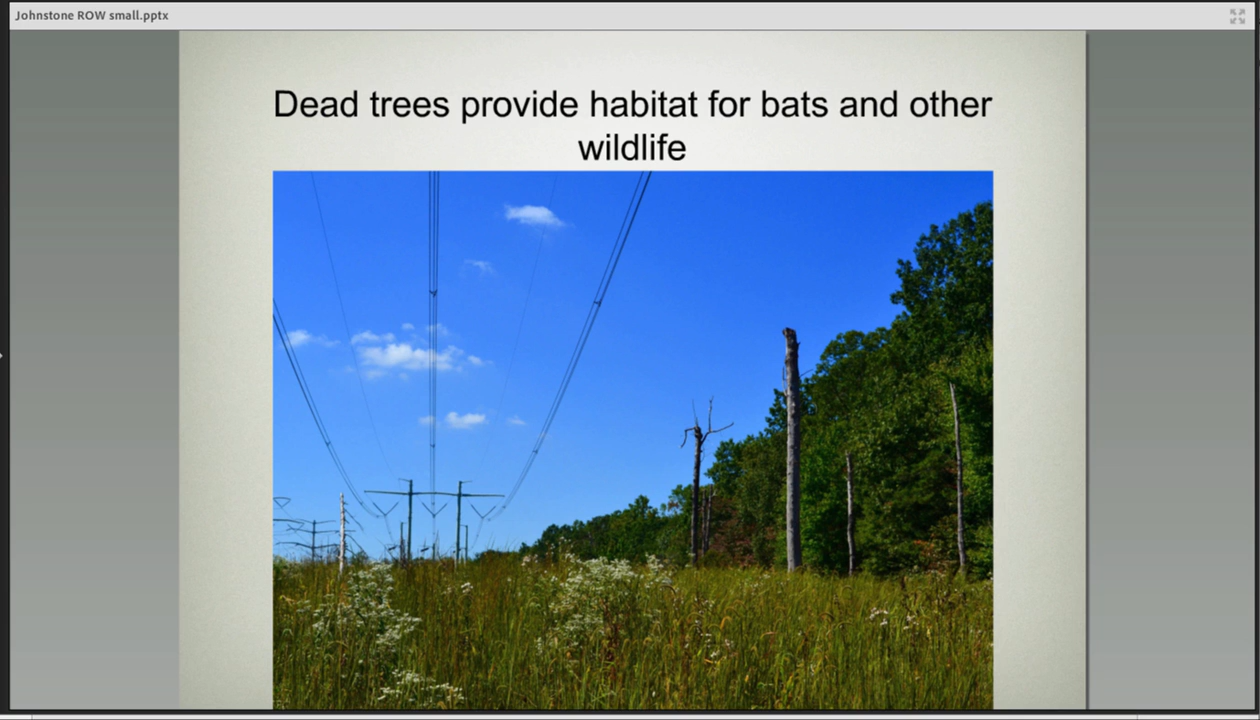 Johnstone ROW small.pptx
Dead trees provide habitat for bats and other
wildlife